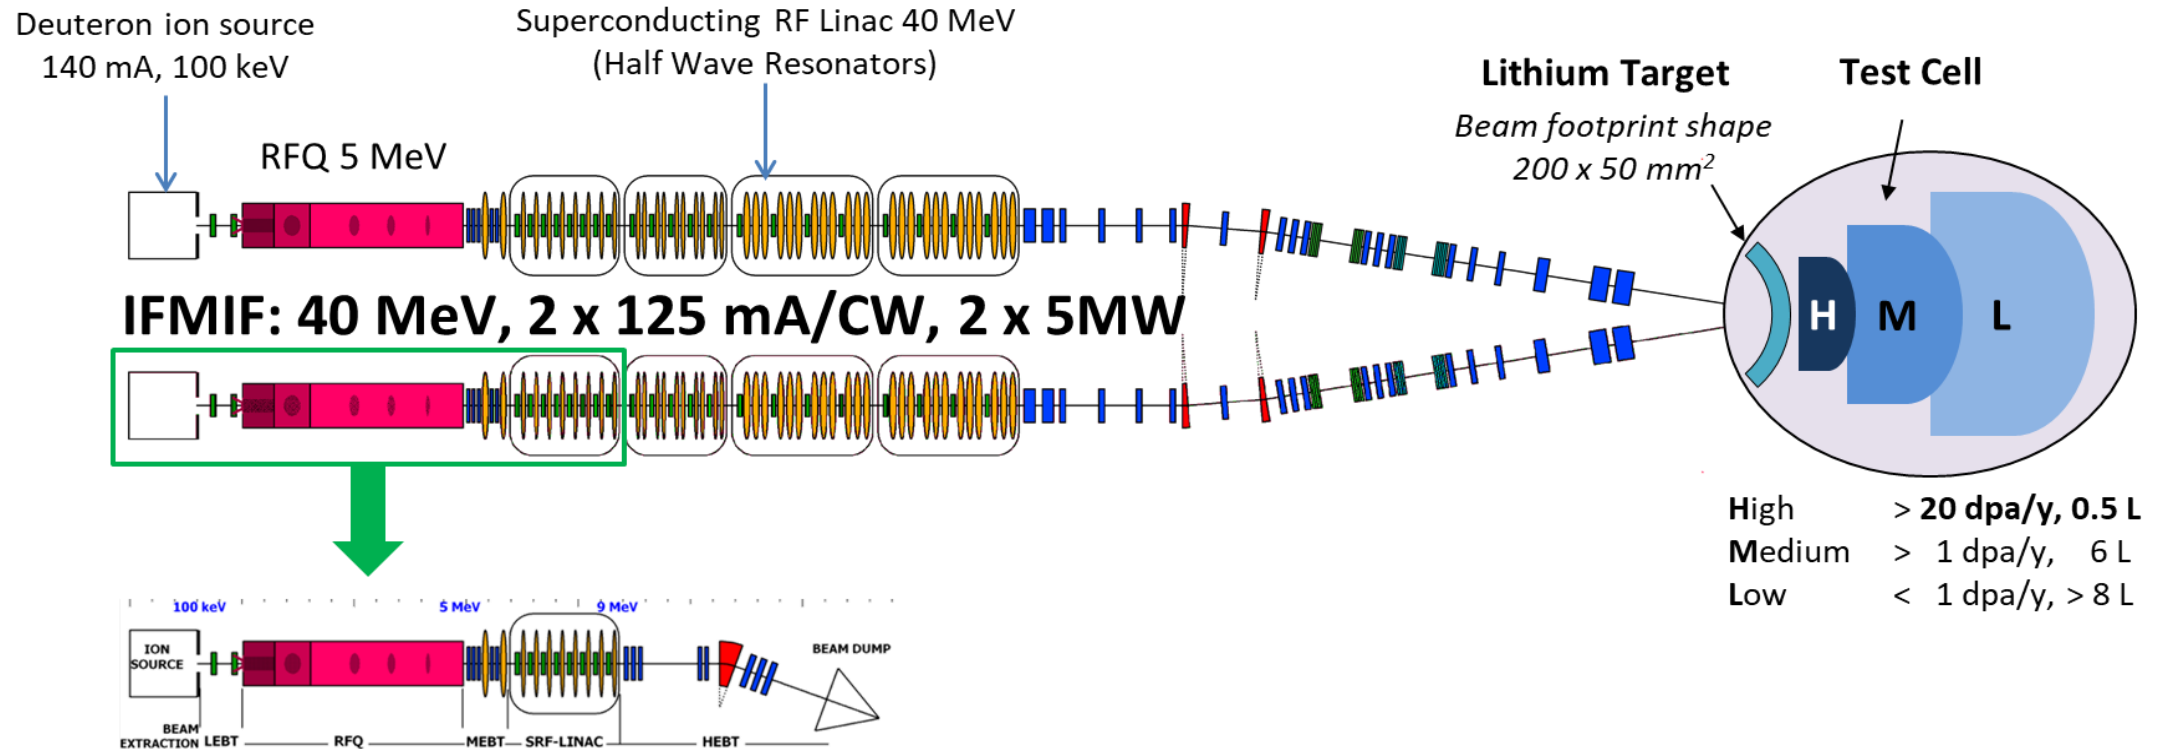 Deuteron ion source
140 mA, 100 keV
Superconducting RF Linac 40 MeV
(Half Wave Resonators)
RFQ 5 MeV
Lithium Target
Beam footprint shape
200 x 50 mm²
Test Cell
H M L
IFMIF: 40 MeV, 2 x 125 mA/CW, 2 x 5MW
High > 20 dpa/y, 0.5 L
Medium > 1 dpa/y, 6 L
Low < 1 dpa/y, > 8 L
100 keV 5 MeV 9 MeV
ION
SOURCE
BEAM DUMP
BEAM
EXTRACTION LEBT RFQ MEBT SRF-LINAC HEBT